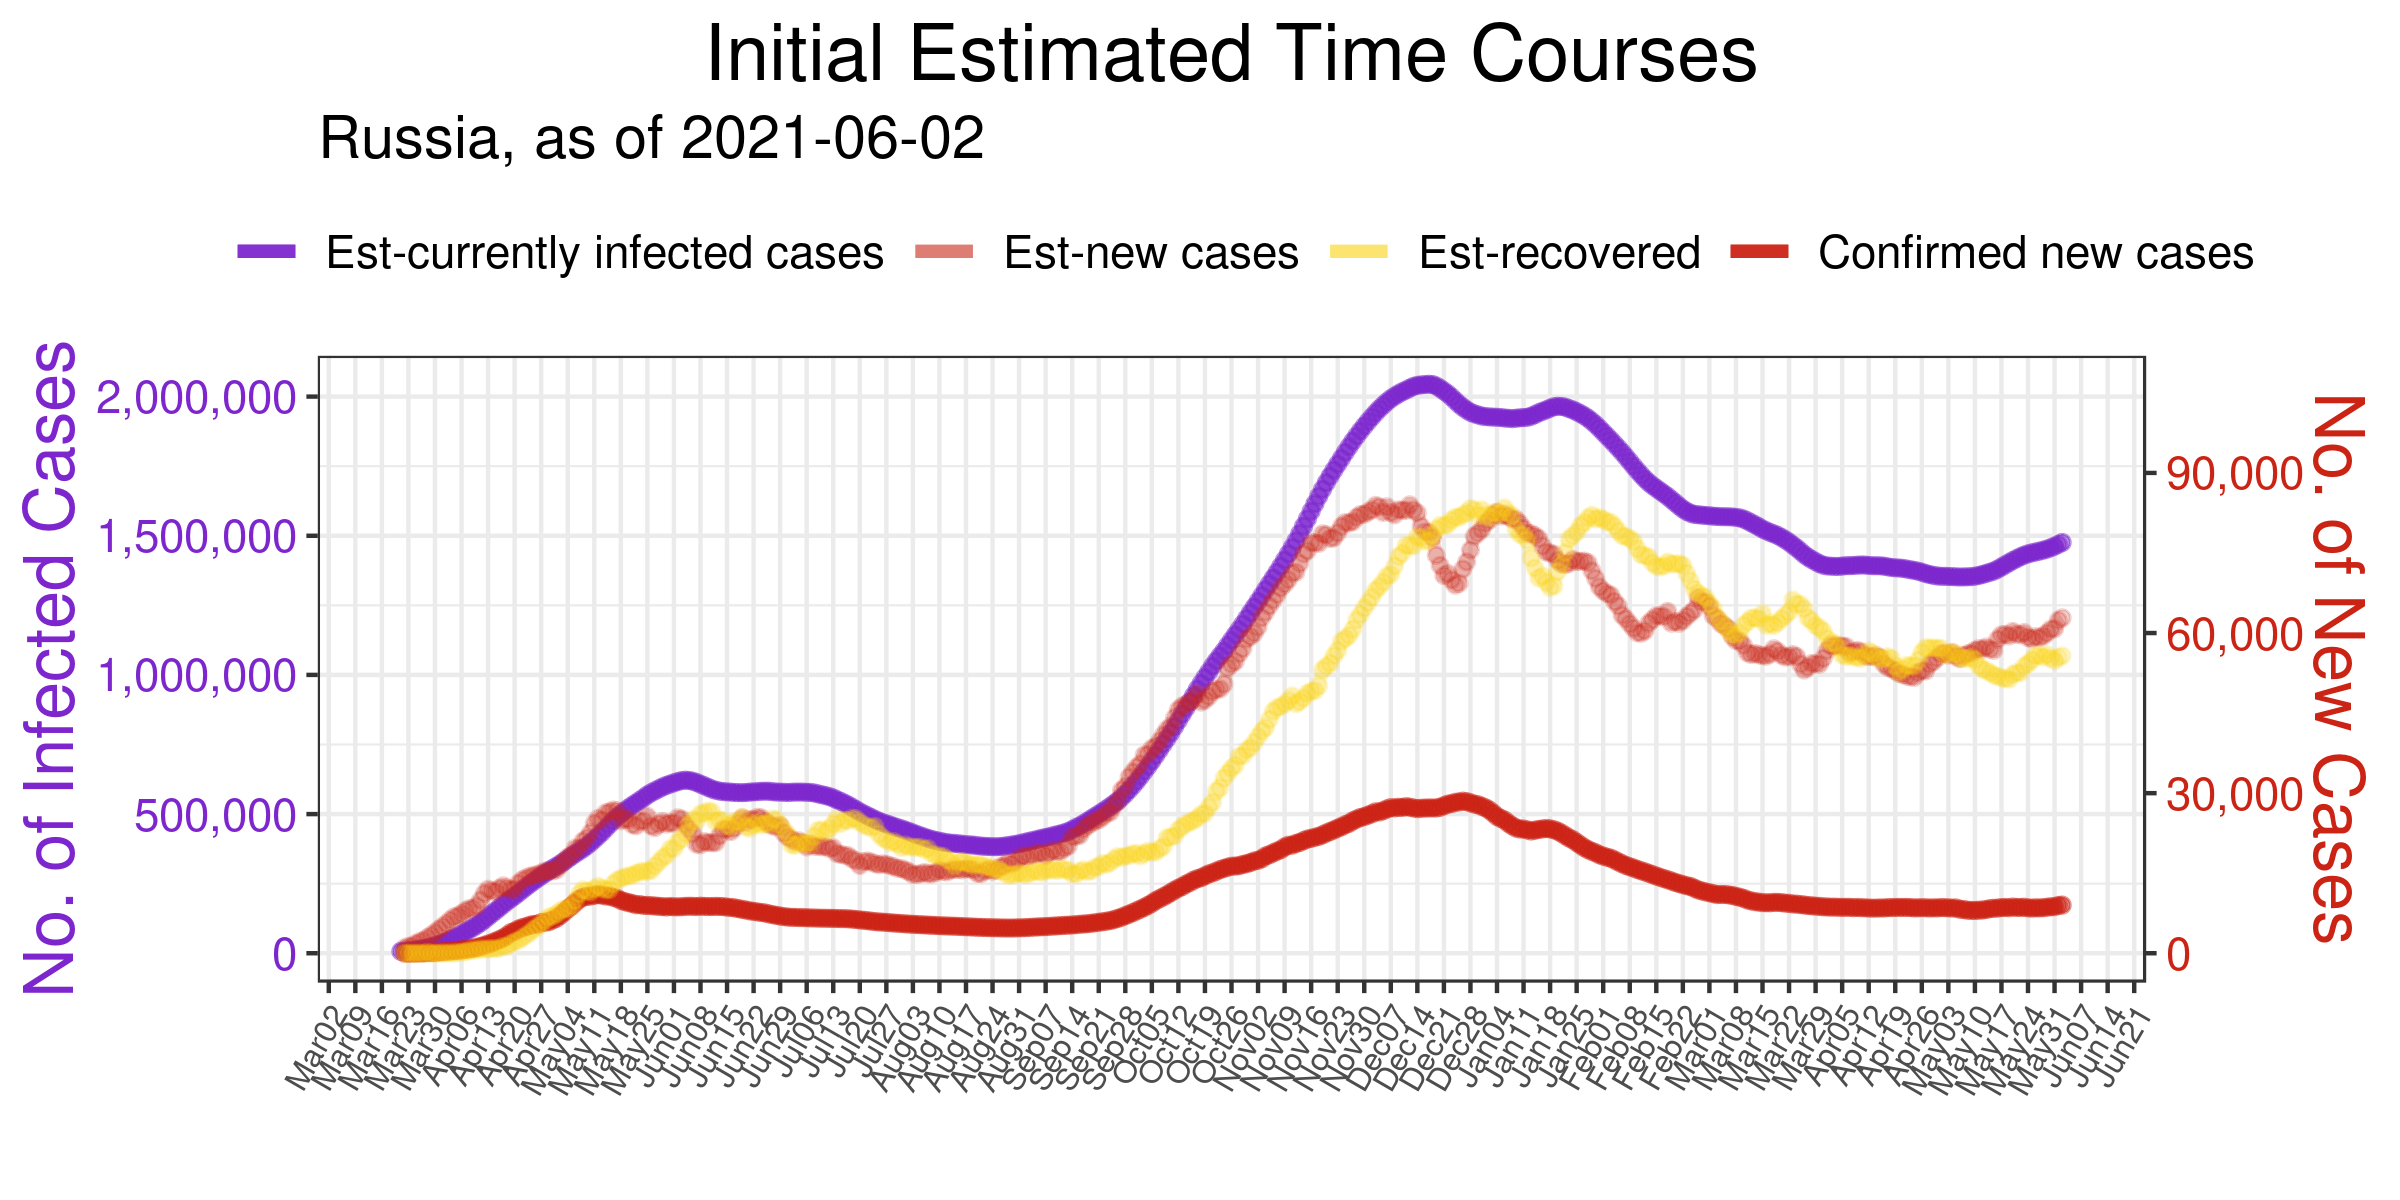 Initial Estimated Time Courses
Russia, as of 2021-06-02
Est-currently infected cases
Est-new cases
Est-recovered
Confirmed new cases
No. of Infected Cases
2,000,000
1,500,000
1,000,000
500,000
0
No. of New Cases
90,000
60,000
30,000
0
Mar02
Mar09
Mar16
Mar23
Mar30
Apr06
Apr13
Apr20
Apr27
May04
May11
May18
May25
Jun01
Jun08
Jun15
Jun22
Jun29
Jul06
Jul13
Jul20
Jul27
Aug03
Aug10
Aug17
Aug24
Aug31
Sep07
Sep14
Sep21
Sep28
Oct05
Oct12
Oct19
Oct26
Nov02
Nov09
Nov16
Nov23
Nov30
Dec07
Dec14
Dec21
Dec28
Jan04
Jan11
Jan18
Jan25
Feb01
Feb08
Feb15
Feb22
Mar01
Mar08
Mar15
Mar22
Mar29
Apr05
Apr12
Apr19
Apr26
May03
May10
May17
May24
May31
Jun07
Jun14
Jun21